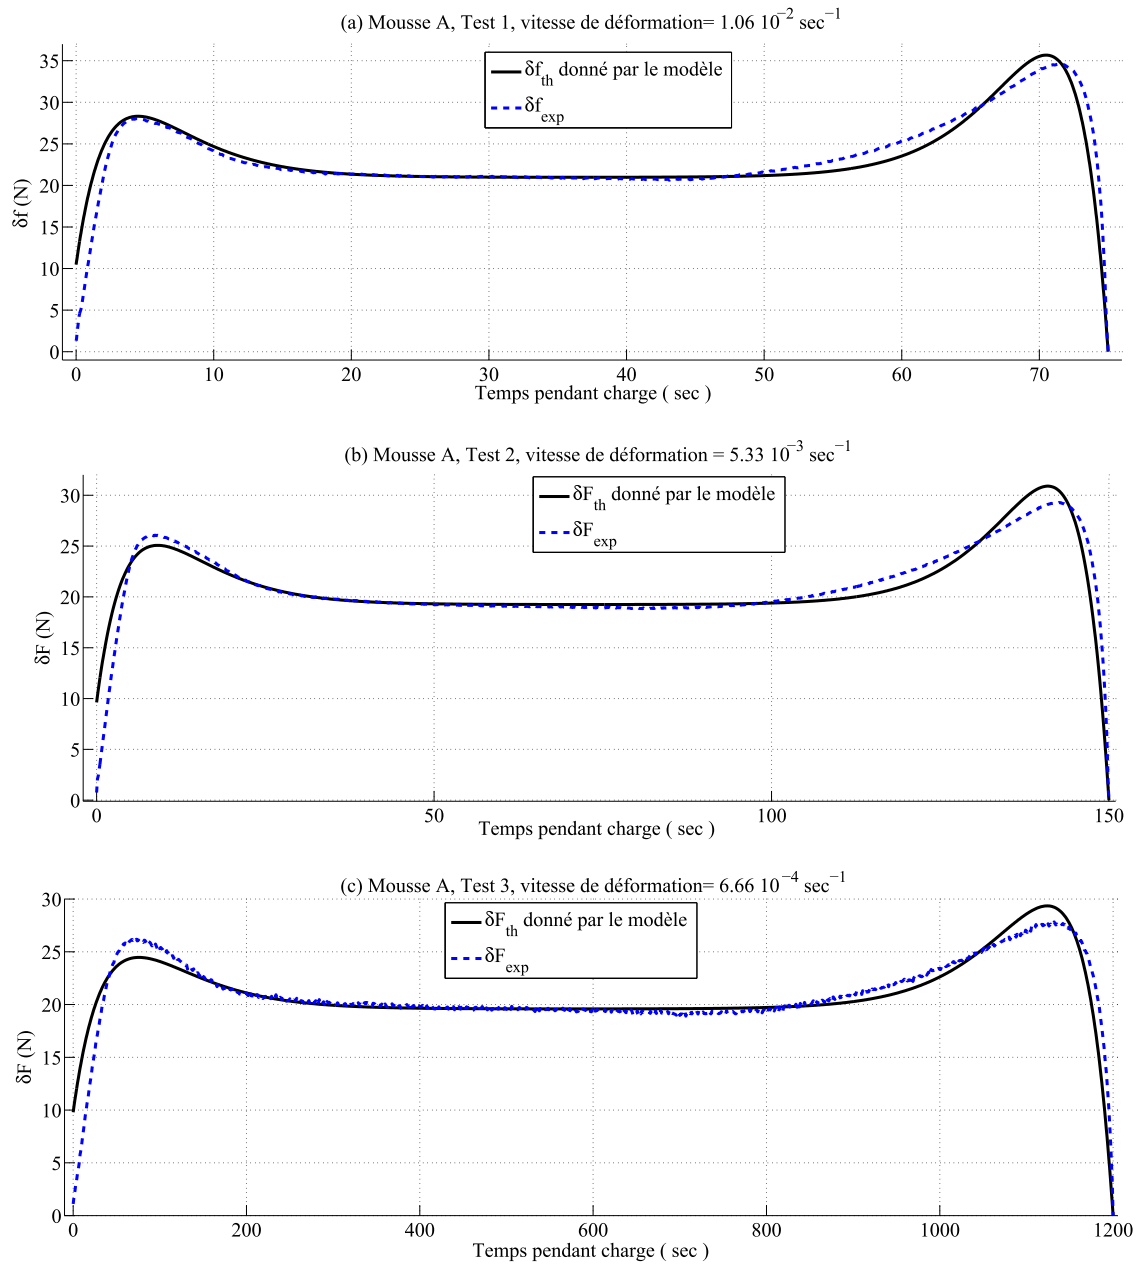 (a) Mousse A, Test 1, vitesse de déformation= 1.06 10⁻² sec⁻¹
δf_th donné par le modèle
δf_exp
35
30
25
20
15
10
5
0
δf (N)
0 10 20 30 40 50 60 70
Temps pendant charge ( sec )
(b) Mousse A, Test 2, vitesse de déformation = 5.33 10⁻³ sec⁻¹
δF_th donné par le modèle
δF_exp
30
25
20
15
10
5
0
δF (N)
0 50 100 150
Temps pendant charge ( sec )
(c) Mousse A, Test 3, vitesse de déformation= 6.66 10⁻⁴ sec⁻¹
δF_th donné par le modèle
δF_exp
30
25
20
15
10
5
0
δF (N)
0 200 400 600 800 1000 1200
Temps pendant charge ( sec )